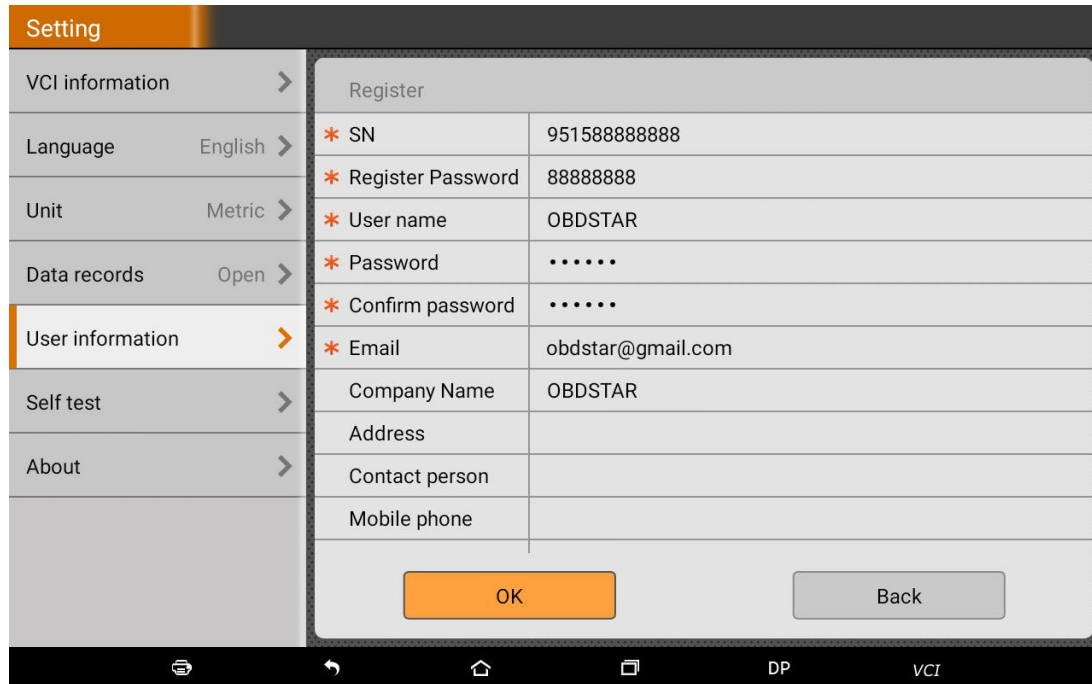 Setting
VCI information
Language English
Unit Metric
Data records Open
User information
Self test
About
Register
* SN 951588888888
* Register Password 88888888
* User name OBDSTAR
* Password ••••••
* Confirm password ••••••
* Email obdstar@gmail.com
Company Name OBDSTAR
Address
Contact person
Mobile phone
OK Back
DP VCI